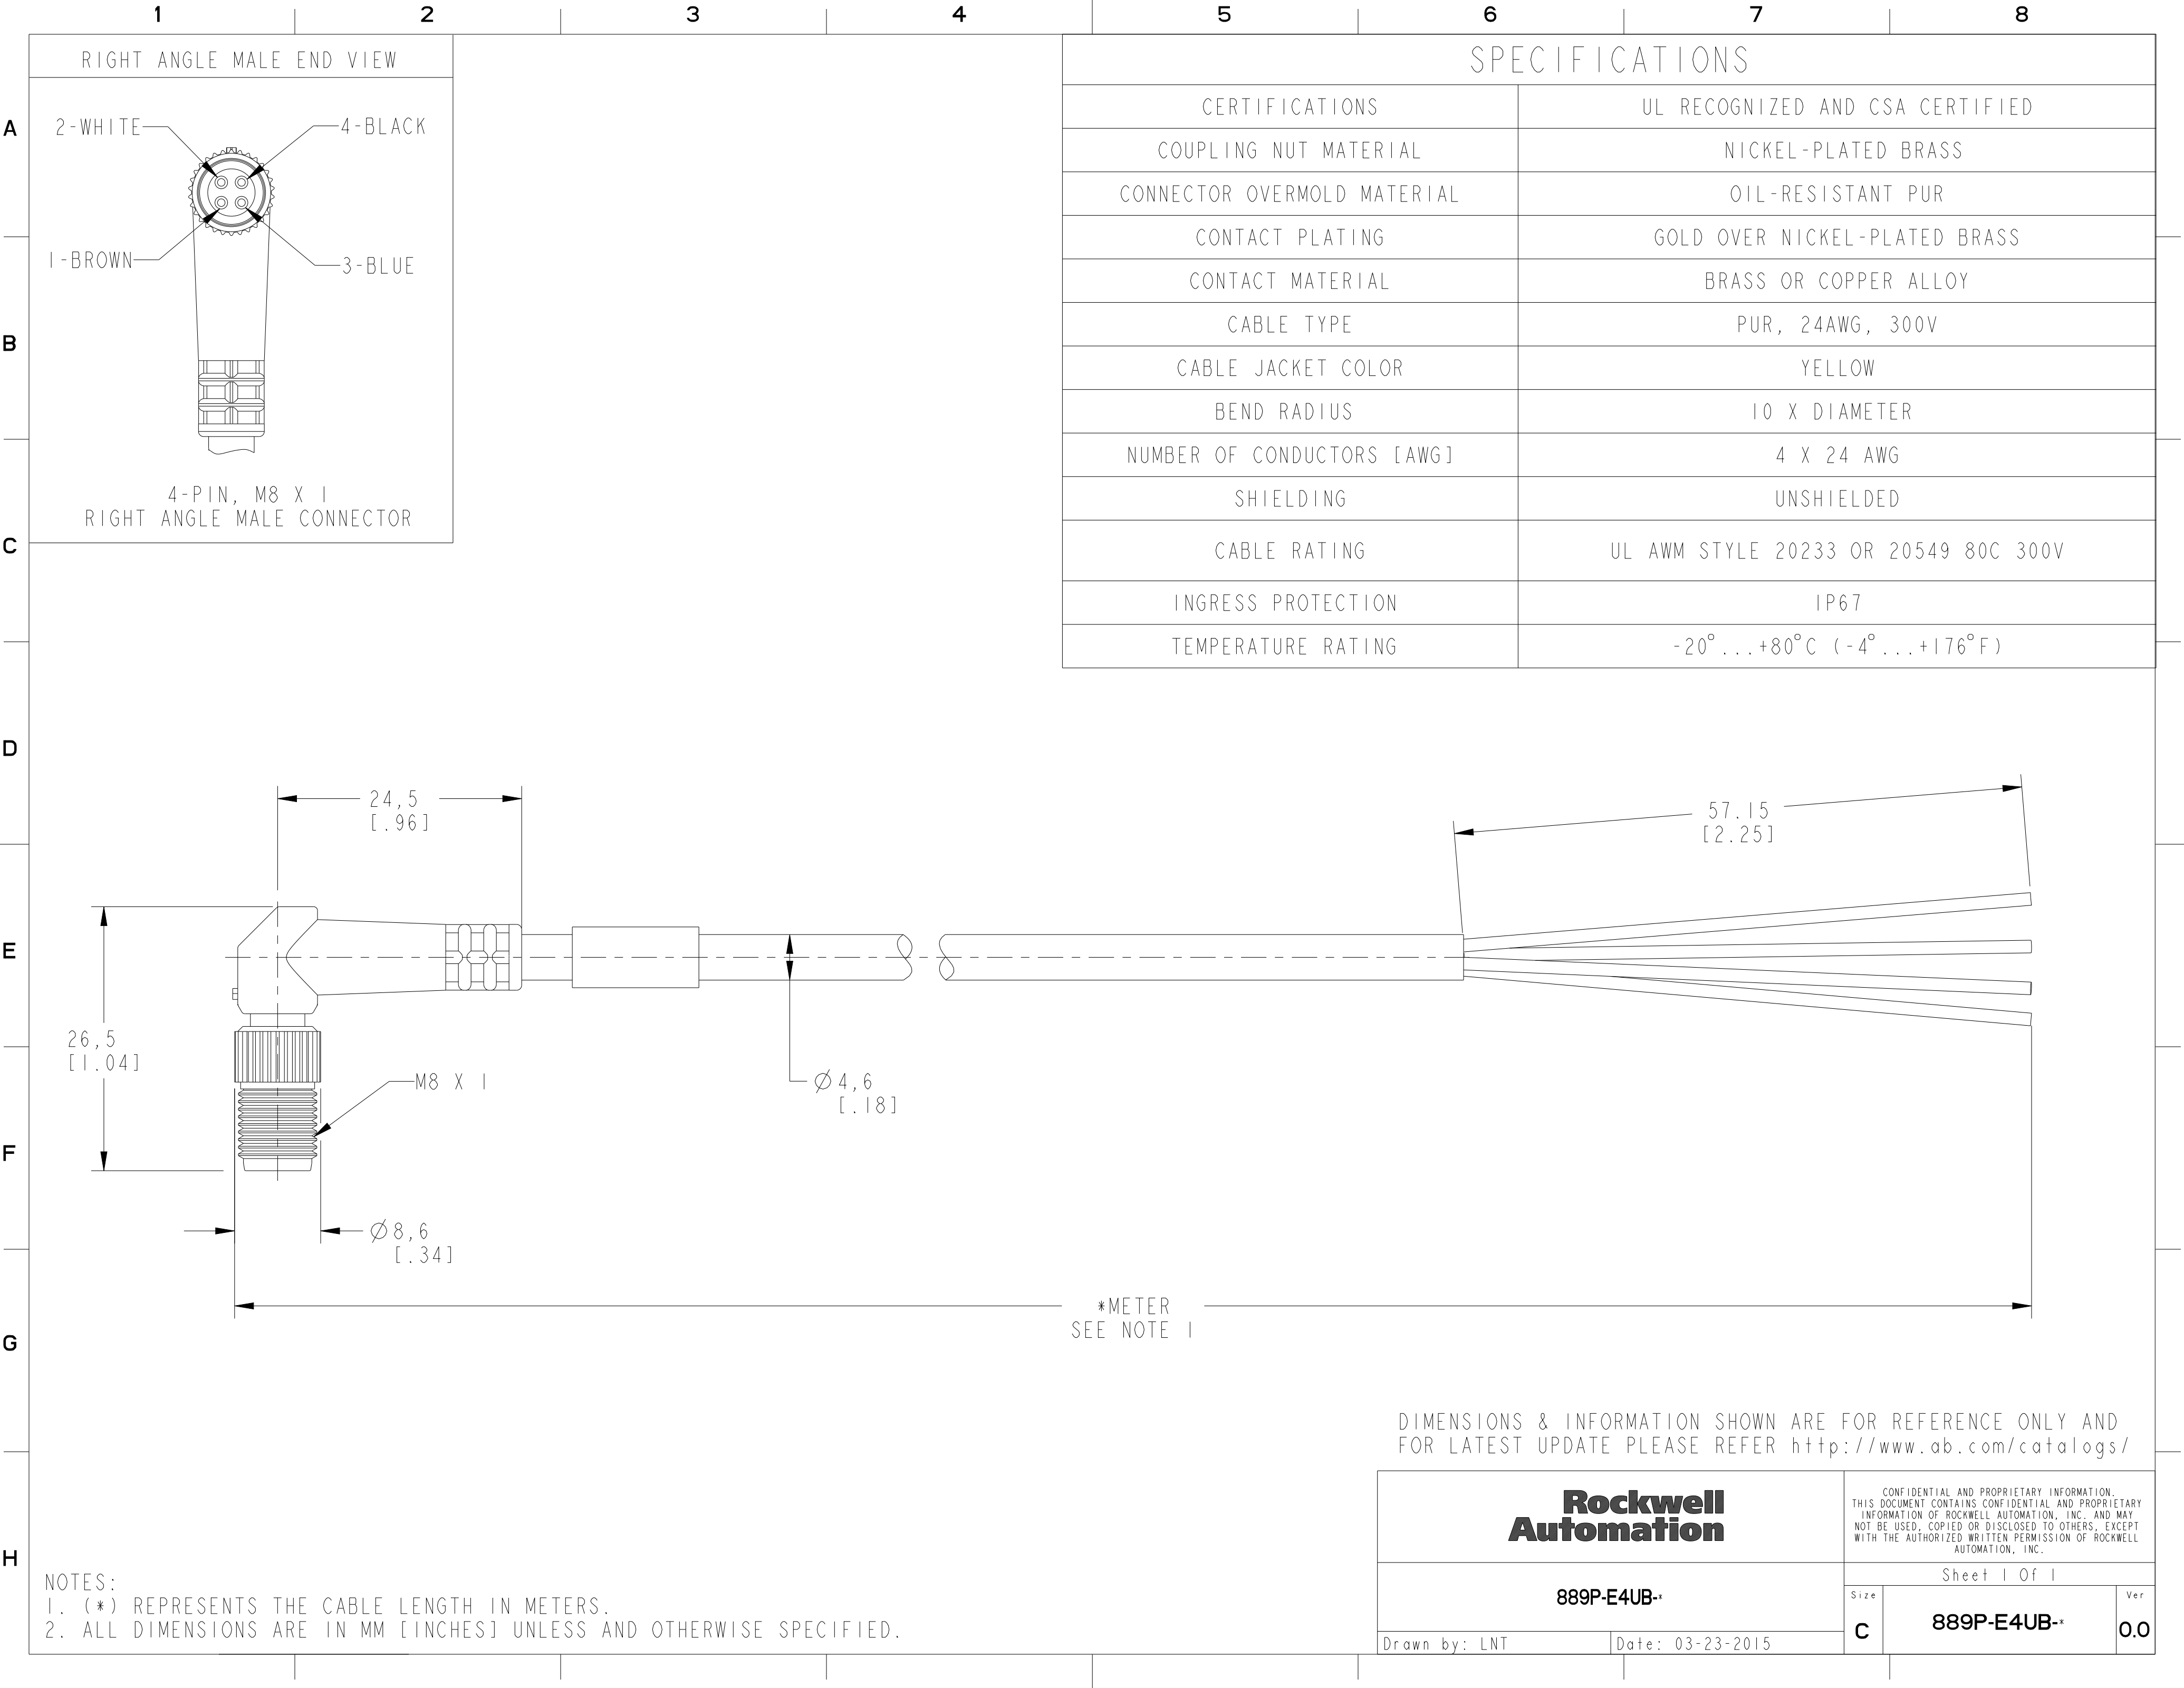 1 2 3 4 5 6 7 8
A
B
C
D
E
F
G
H
RIGHT ANGLE MALE END VIEW
2-WHITE
4-BLACK
1-BROWN
3-BLUE
4-PIN, M8 X 1
RIGHT ANGLE MALE CONNECTOR
SPECIFICATIONS
CERTIFICATIONS UL RECOGNIZED AND CSA CERTIFIED
COUPLING NUT MATERIAL NICKEL-PLATED BRASS
CONNECTOR OVERMOLD MATERIAL OIL-RESISTANT PUR
CONTACT PLATING GOLD OVER NICKEL-PLATED BRASS
CONTACT MATERIAL BRASS OR COPPER ALLOY
CABLE TYPE PUR, 24AWG, 300V
CABLE JACKET COLOR YELLOW
BEND RADIUS 10 X DIAMETER
NUMBER OF CONDUCTORS [AWG] 4 X 24 AWG
SHIELDING UNSHIELDED
CABLE RATING UL AWM STYLE 20233 OR 20549 80C 300V
INGRESS PROTECTION IP67
TEMPERATURE RATING -20°...+80°C (-4°...+176°F)
24,5
[.96]
57.15
[2.25]
26,5
[1.04]
M8 X 1
Ø4,6
[.18]
Ø8,6
[.34]
*METER
SEE NOTE 1
DIMENSIONS & INFORMATION SHOWN ARE FOR REFERENCE ONLY AND
FOR LATEST UPDATE PLEASE REFER http://www.ab.com/catalogs/
Rockwell
Automation
CONFIDENTIAL AND PROPRIETARY INFORMATION.
THIS DOCUMENT CONTAINS CONFIDENTIAL AND PROPRIETARY
INFORMATION OF ROCKWELL AUTOMATION, INC. AND MAY
NOT BE USED, COPIED OR DISCLOSED TO OTHERS, EXCEPT
WITH THE AUTHORIZED WRITTEN PERMISSION OF ROCKWELL
AUTOMATION, INC.
Sheet 1 Of 1
889P-E4UB-*
Size
C
889P-E4UB-*
Ver
0.0
Drawn by: LNT
Date: 03-23-2015
NOTES:
1. (*) REPRESENTS THE CABLE LENGTH IN METERS.
2. ALL DIMENSIONS ARE IN MM [INCHES] UNLESS AND OTHERWISE SPECIFIED.